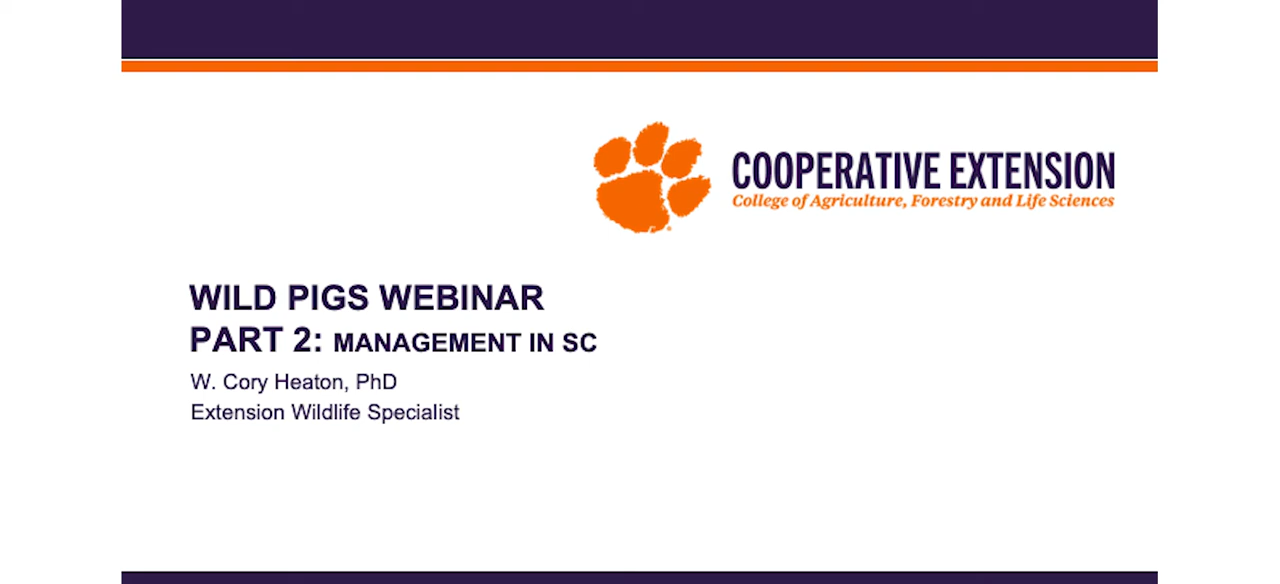 COOPERATIVE EXTENSION
College of Agriculture, Forestry and Life Sciences
WILD PIGS WEBINAR
PART 2: MANAGEMENT IN SC
W. Cory Heaton, PhD
Extension Wildlife Specialist